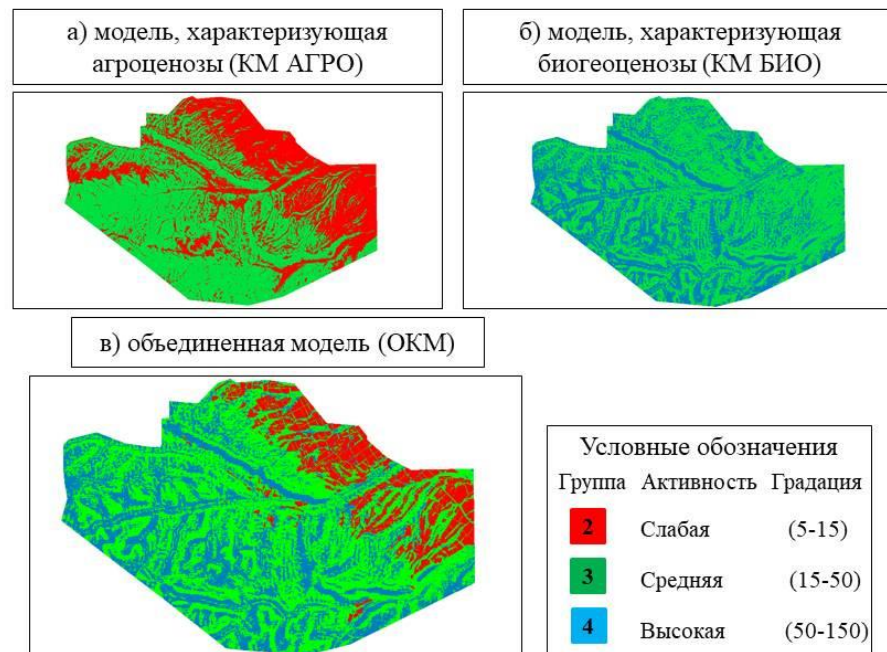 а) модель, характеризующая
агроценозы (КМ АГРО)
б) модель, характеризующая
биогеоценозы (КМ БИО)
в) объединенная модель (ОКМ)
Условные обозначения
Группа Активность Градация
2 Слабая (5-15)
3 Средняя (15-50)
4 Высокая (50-150)